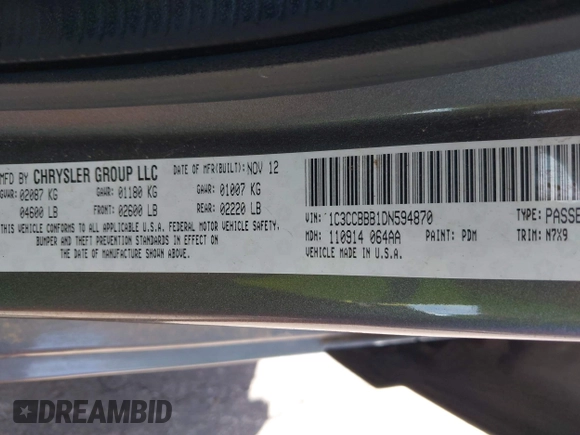 MFD BY CHRYSLER GROUP LLC DATE OF MFR(BUILT): NOV 12
GVWR: 02087 KG GAWR: 01180 KG GAWR: 01007 KG
04600 LB FRONT: 02600 LB REAR: 02220 LB
THIS VEHICLE CONFORMS TO ALL APPLICABLE U.S.A. FEDERAL MOTOR VEHICLE SAFETY,
BUMPER AND THEFT PREVENTION STANDARDS IN EFFECT ON
THE DATE OF MANUFACTURE SHOWN ABOVE.
VIN: 1C3CCBBB1DN594870 TYPE: PASSE
MDH: 110914 064AA PAINT: PDM TRIM: N7X9
VEHICLE MADE IN U.S.A.
DREAMBID